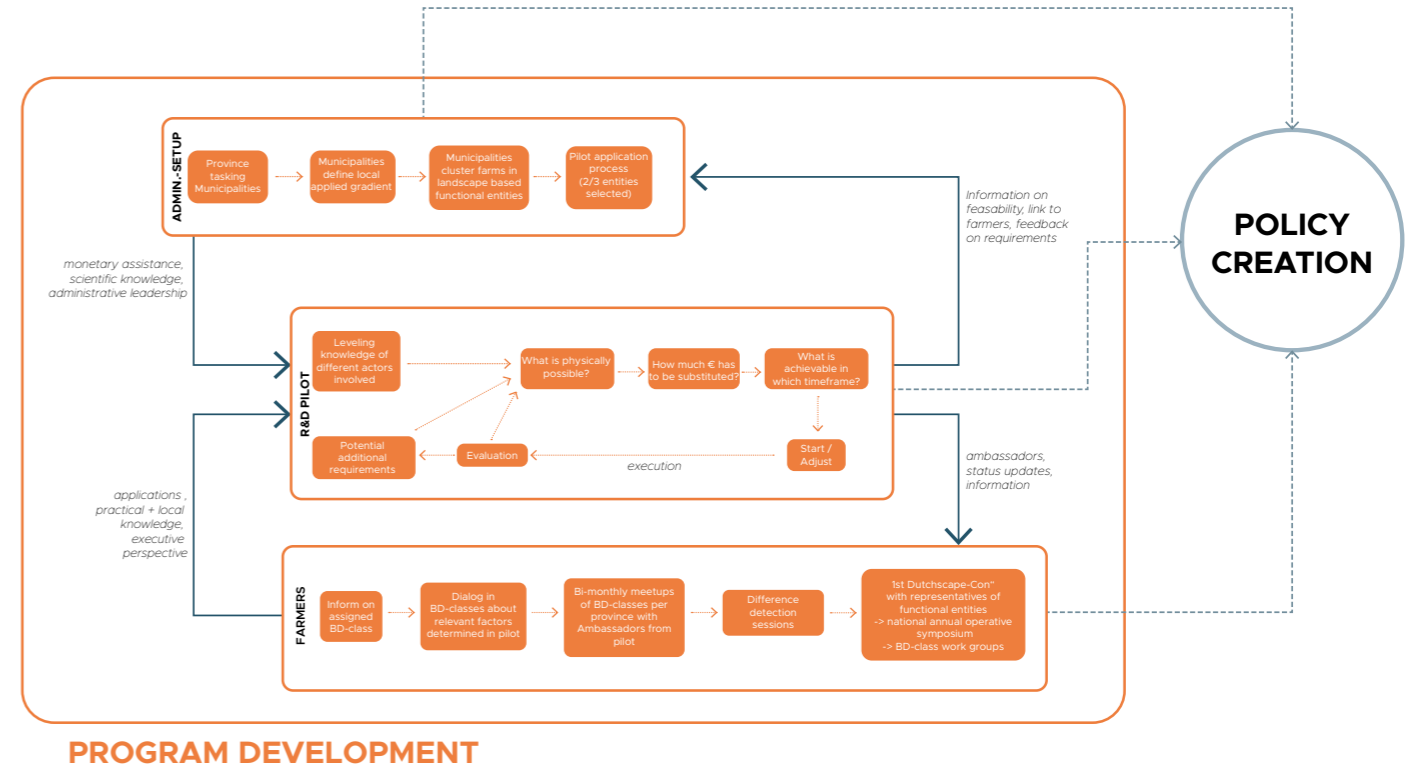 ADMIN.-SETUP
Province
tasking
Municipalities
Municipalities
define local
applied gradient
Municipalities
cluster farms in
landscape based
functional entities
Pilot application
process
(2/3 entities
selected)
monetary assistance,
scientific knowledge,
administrative leadership
Information on
feasability, link to
farmers, feedback
on requirements
POLICY
CREATION
R&D PILOT
Leveling
knowledge of
different actors
involved
What is physically
possible?
How much € has
to be substituted?
What is
achievable in
which timeframe?
Potential
additional
requirements
Evaluation
execution
Start /
Adjust
applications ,
practical + local
knowledge,
executive
perspective
ambassadors,
status updates,
information
FARMERS
Inform on
assigned
BD-class
Dialog in
BD-classes about
relevant factors
determined in pilot
Bi-monthly meetups
of BD-classes per
province with
Ambassadors from
pilot
Difference
detection
sessions
1st Dutchscape-Con"
with representatives of
functional entities
-> national annual operative
symposium
-> BD-class work groups
PROGRAM DEVELOPMENT